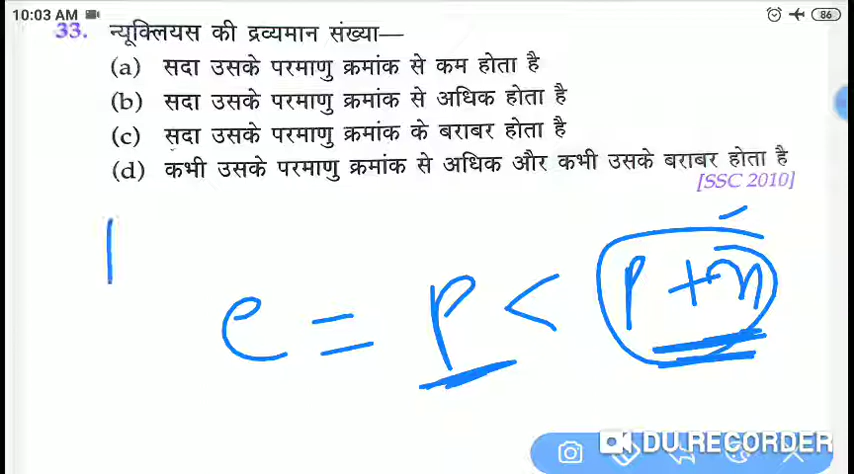 10:03 AM
86
33. न्यूक्लियस की द्रव्यमान संख्या—
(a) सदा उसके परमाणु क्रमांक से कम होता है
(b) सदा उसके परमाणु क्रमांक से अधिक होता है
(c) सदा उसके परमाणु क्रमांक के बराबर होता है
(d) कभी उसके परमाणु क्रमांक से अधिक और कभी उसके बराबर होता है
[SSC 2010]
e = p < p + n
DU RECORDER